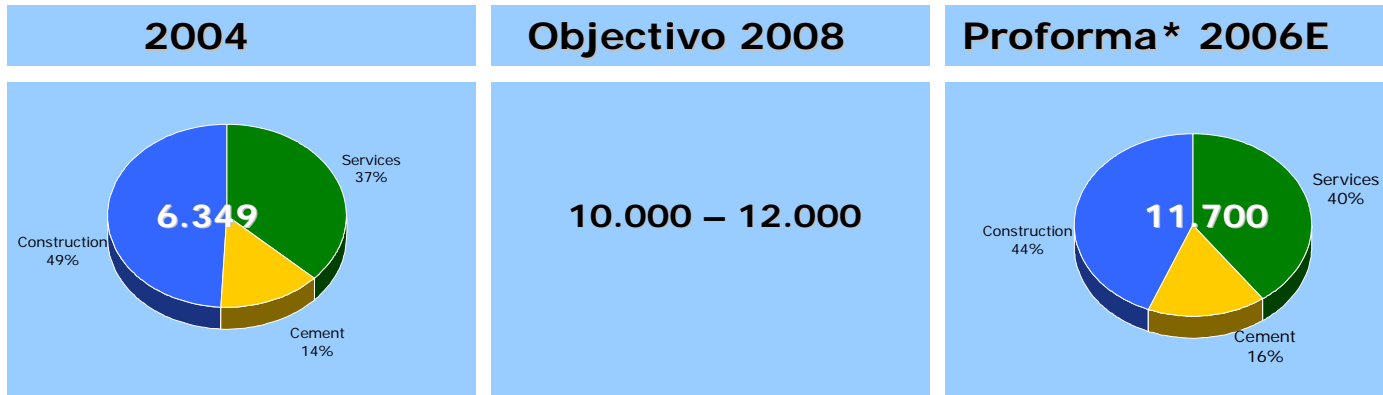 2004
Objectivo 2008
Proforma* 2006E
Services
37%
6.349
Construction
49%
Cement
14%
10.000 – 12.000
Services
40%
11.700
Construction
44%
Cement
16%